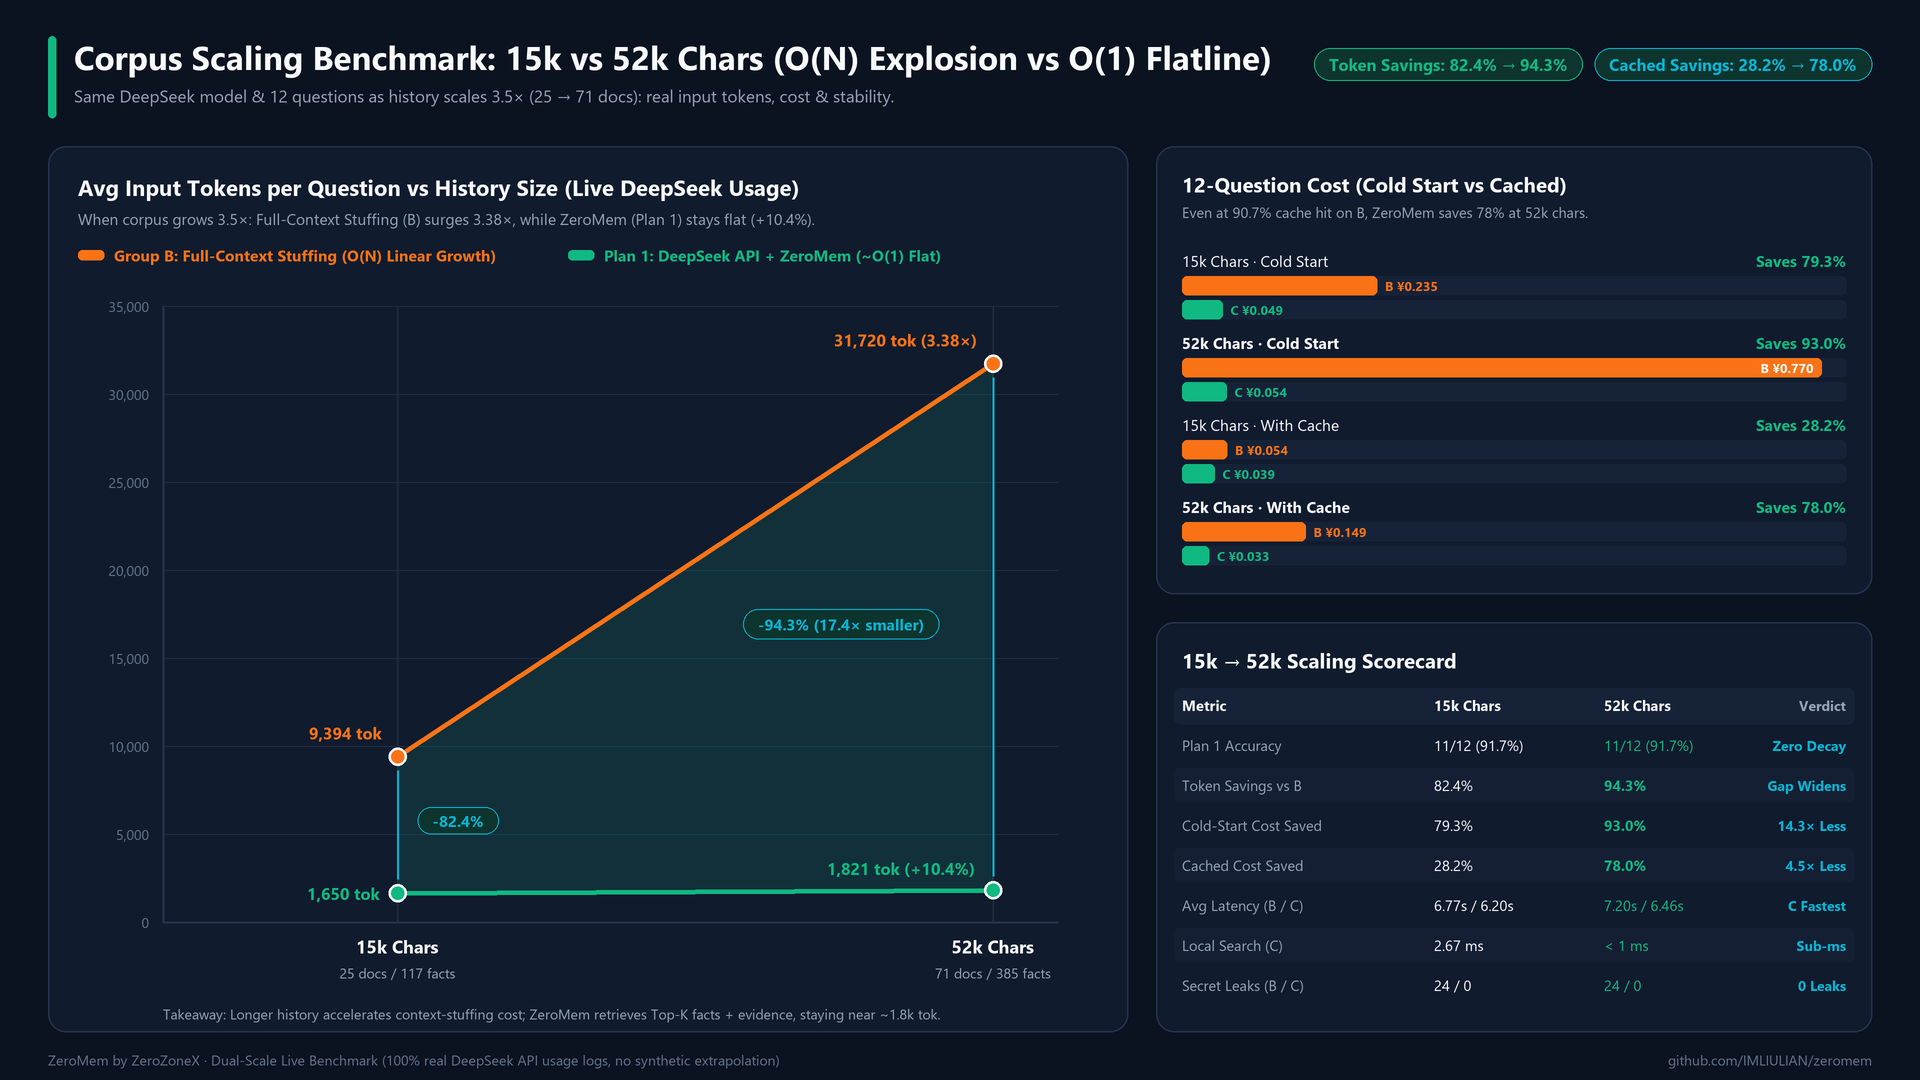 Corpus Scaling Benchmark: 15k vs 52k Chars (O(N) Explosion vs O(1) Flatline)
Token Savings: 82.4% → 94.3%
Cached Savings: 28.2% → 78.0%
Same DeepSeek model & 12 questions as history scales 3.5× (25 → 71 docs): real input tokens, cost & stability.
Avg Input Tokens per Question vs History Size (Live DeepSeek Usage)
When corpus grows 3.5×: Full-Context Stuffing (B) surges 3.38×, while ZeroMem (Plan 1) stays flat (+10.4%).
Group B: Full-Context Stuffing (O(N) Linear Growth)
Plan 1: DeepSeek API + ZeroMem (~O(1) Flat)
35,000
30,000
25,000
20,000
15,000
10,000
5,000
0
31,720 tok (3.38×)
-94.3% (17.4× smaller)
9,394 tok
-82.4%
1,821 tok (+10.4%)
1,650 tok
15k Chars
52k Chars
25 docs / 117 facts
71 docs / 385 facts
Takeaway: Longer history accelerates context-stuffing cost; ZeroMem retrieves Top-K facts + evidence, staying near ~1.8k tok.
12-Question Cost (Cold Start vs Cached)
Even at 90.7% cache hit on B, ZeroMem saves 78% at 52k chars.
15k Chars · Cold Start Saves 79.3%
B ¥0.235
C ¥0.049
52k Chars · Cold Start Saves 93.0%
B ¥0.770
C ¥0.054
15k Chars · With Cache Saves 28.2%
B ¥0.054
C ¥0.039
52k Chars · With Cache Saves 78.0%
B ¥0.149
C ¥0.033
15k → 52k Scaling Scorecard
Metric 15k Chars 52k Chars Verdict
Plan 1 Accuracy 11/12 (91.7%) 11/12 (91.7%) Zero Decay
Token Savings vs B 82.4% 94.3% Gap Widens
Cold-Start Cost Saved 79.3% 93.0% 14.3× Less
Cached Cost Saved 28.2% 78.0% 4.5× Less
Avg Latency (B / C) 6.77s / 6.20s 7.20s / 6.46s C Fastest
Local Search (C) 2.67 ms < 1 ms Sub-ms
Secret Leaks (B / C) 24 / 0 24 / 0 0 Leaks
ZeroMem by ZeroZoneX · Dual-Scale Live Benchmark (100% real DeepSeek API usage logs, no synthetic extrapolation)
github.com/IMLIULIAN/zeromem